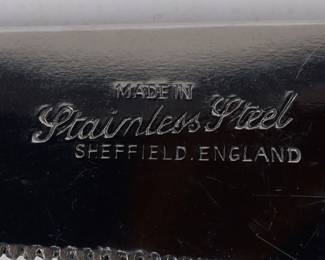 MADE IN
Stainless Steel
SHEFFIELD. ENGLAND